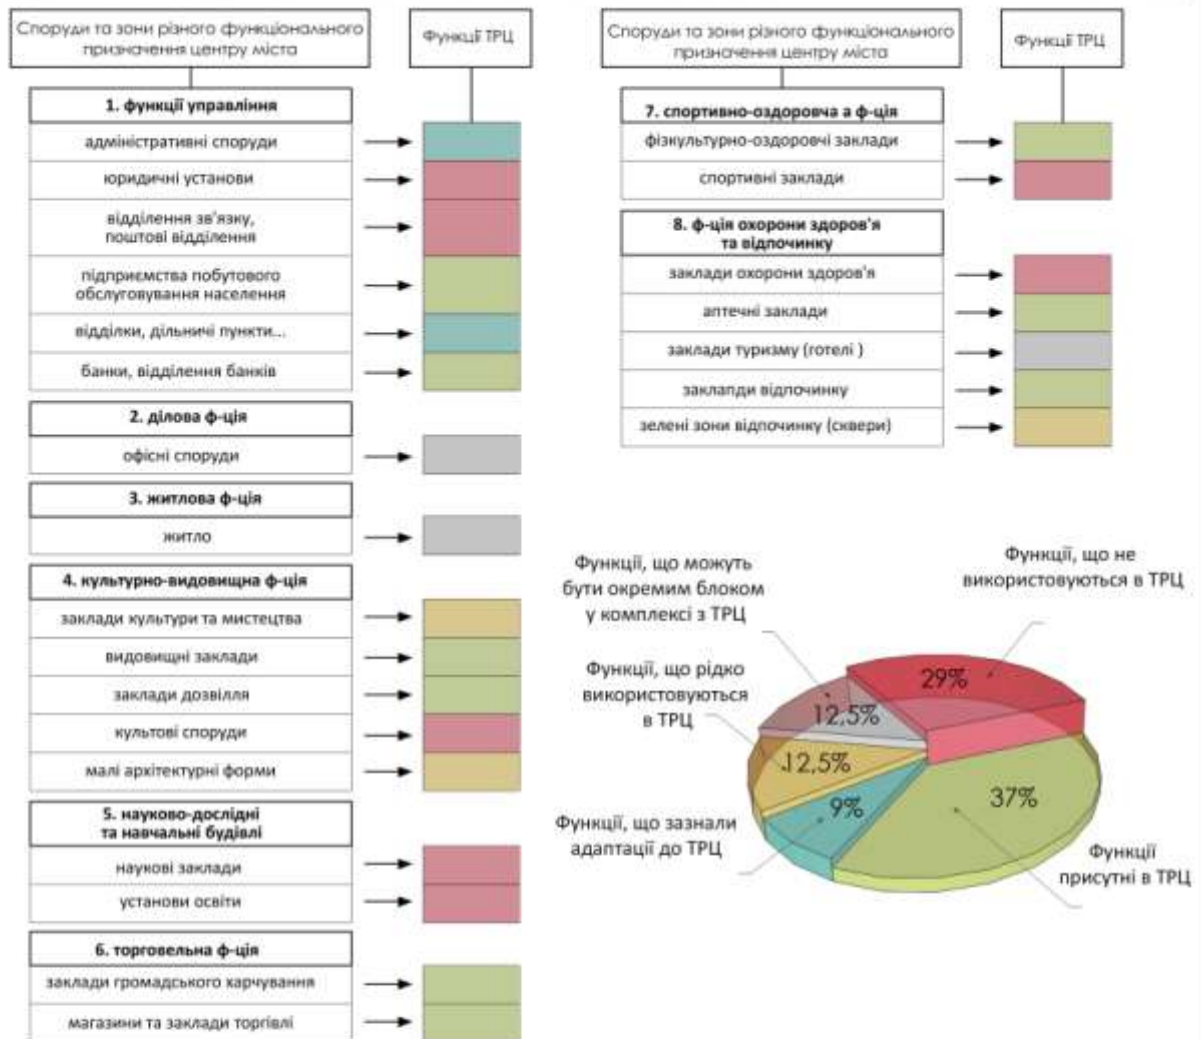 Споруди та зони різного функціонального
призначення центру міста
Функції ТРЦ
1. функції управління
адміністративні споруди
юридичні установи
відділення зв'язку,
поштові відділення
підприємства побутового
обслуговування населення
відділки, дільничі пункти...
банки, відділення банків
2. ділова ф-ція
офісні споруди
3. житлова ф-ція
житло
4. культурно-видовищна ф-ція
заклади культури та мистецтва
видовищні заклади
заклади дозвілля
культові споруди
малі архітектурні форми
5. науково-дослідні
та навчальні будівлі
наукові заклади
установи освіти
6. торговельна ф-ція
заклади громадського харчування
магазини та заклади торгівлі
Споруди та зони різного функціонального
призначення центру міста
Функції ТРЦ
7. спортивно-оздоровча а ф-ція
фізкультурно-оздоровчі заклади
спортивні заклади
8. ф-ція охорони здоров'я
та відпочинку
заклади охорони здоров'я
аптечні заклади
заклади туризму (готелі )
заклапди відпочинку
зелені зони відпочинку (сквери)
Функції, що можуть
бути окремим блоком
у комплексі з ТРЦ
Функції, що не
використовуються в ТРЦ
Функції, що рідко
використовуються
в ТРЦ
29%
12,5%
12,5%
9%
37%
Функції, що зазнали
адаптації до ТРЦ
Функції
присутні в ТРЦ